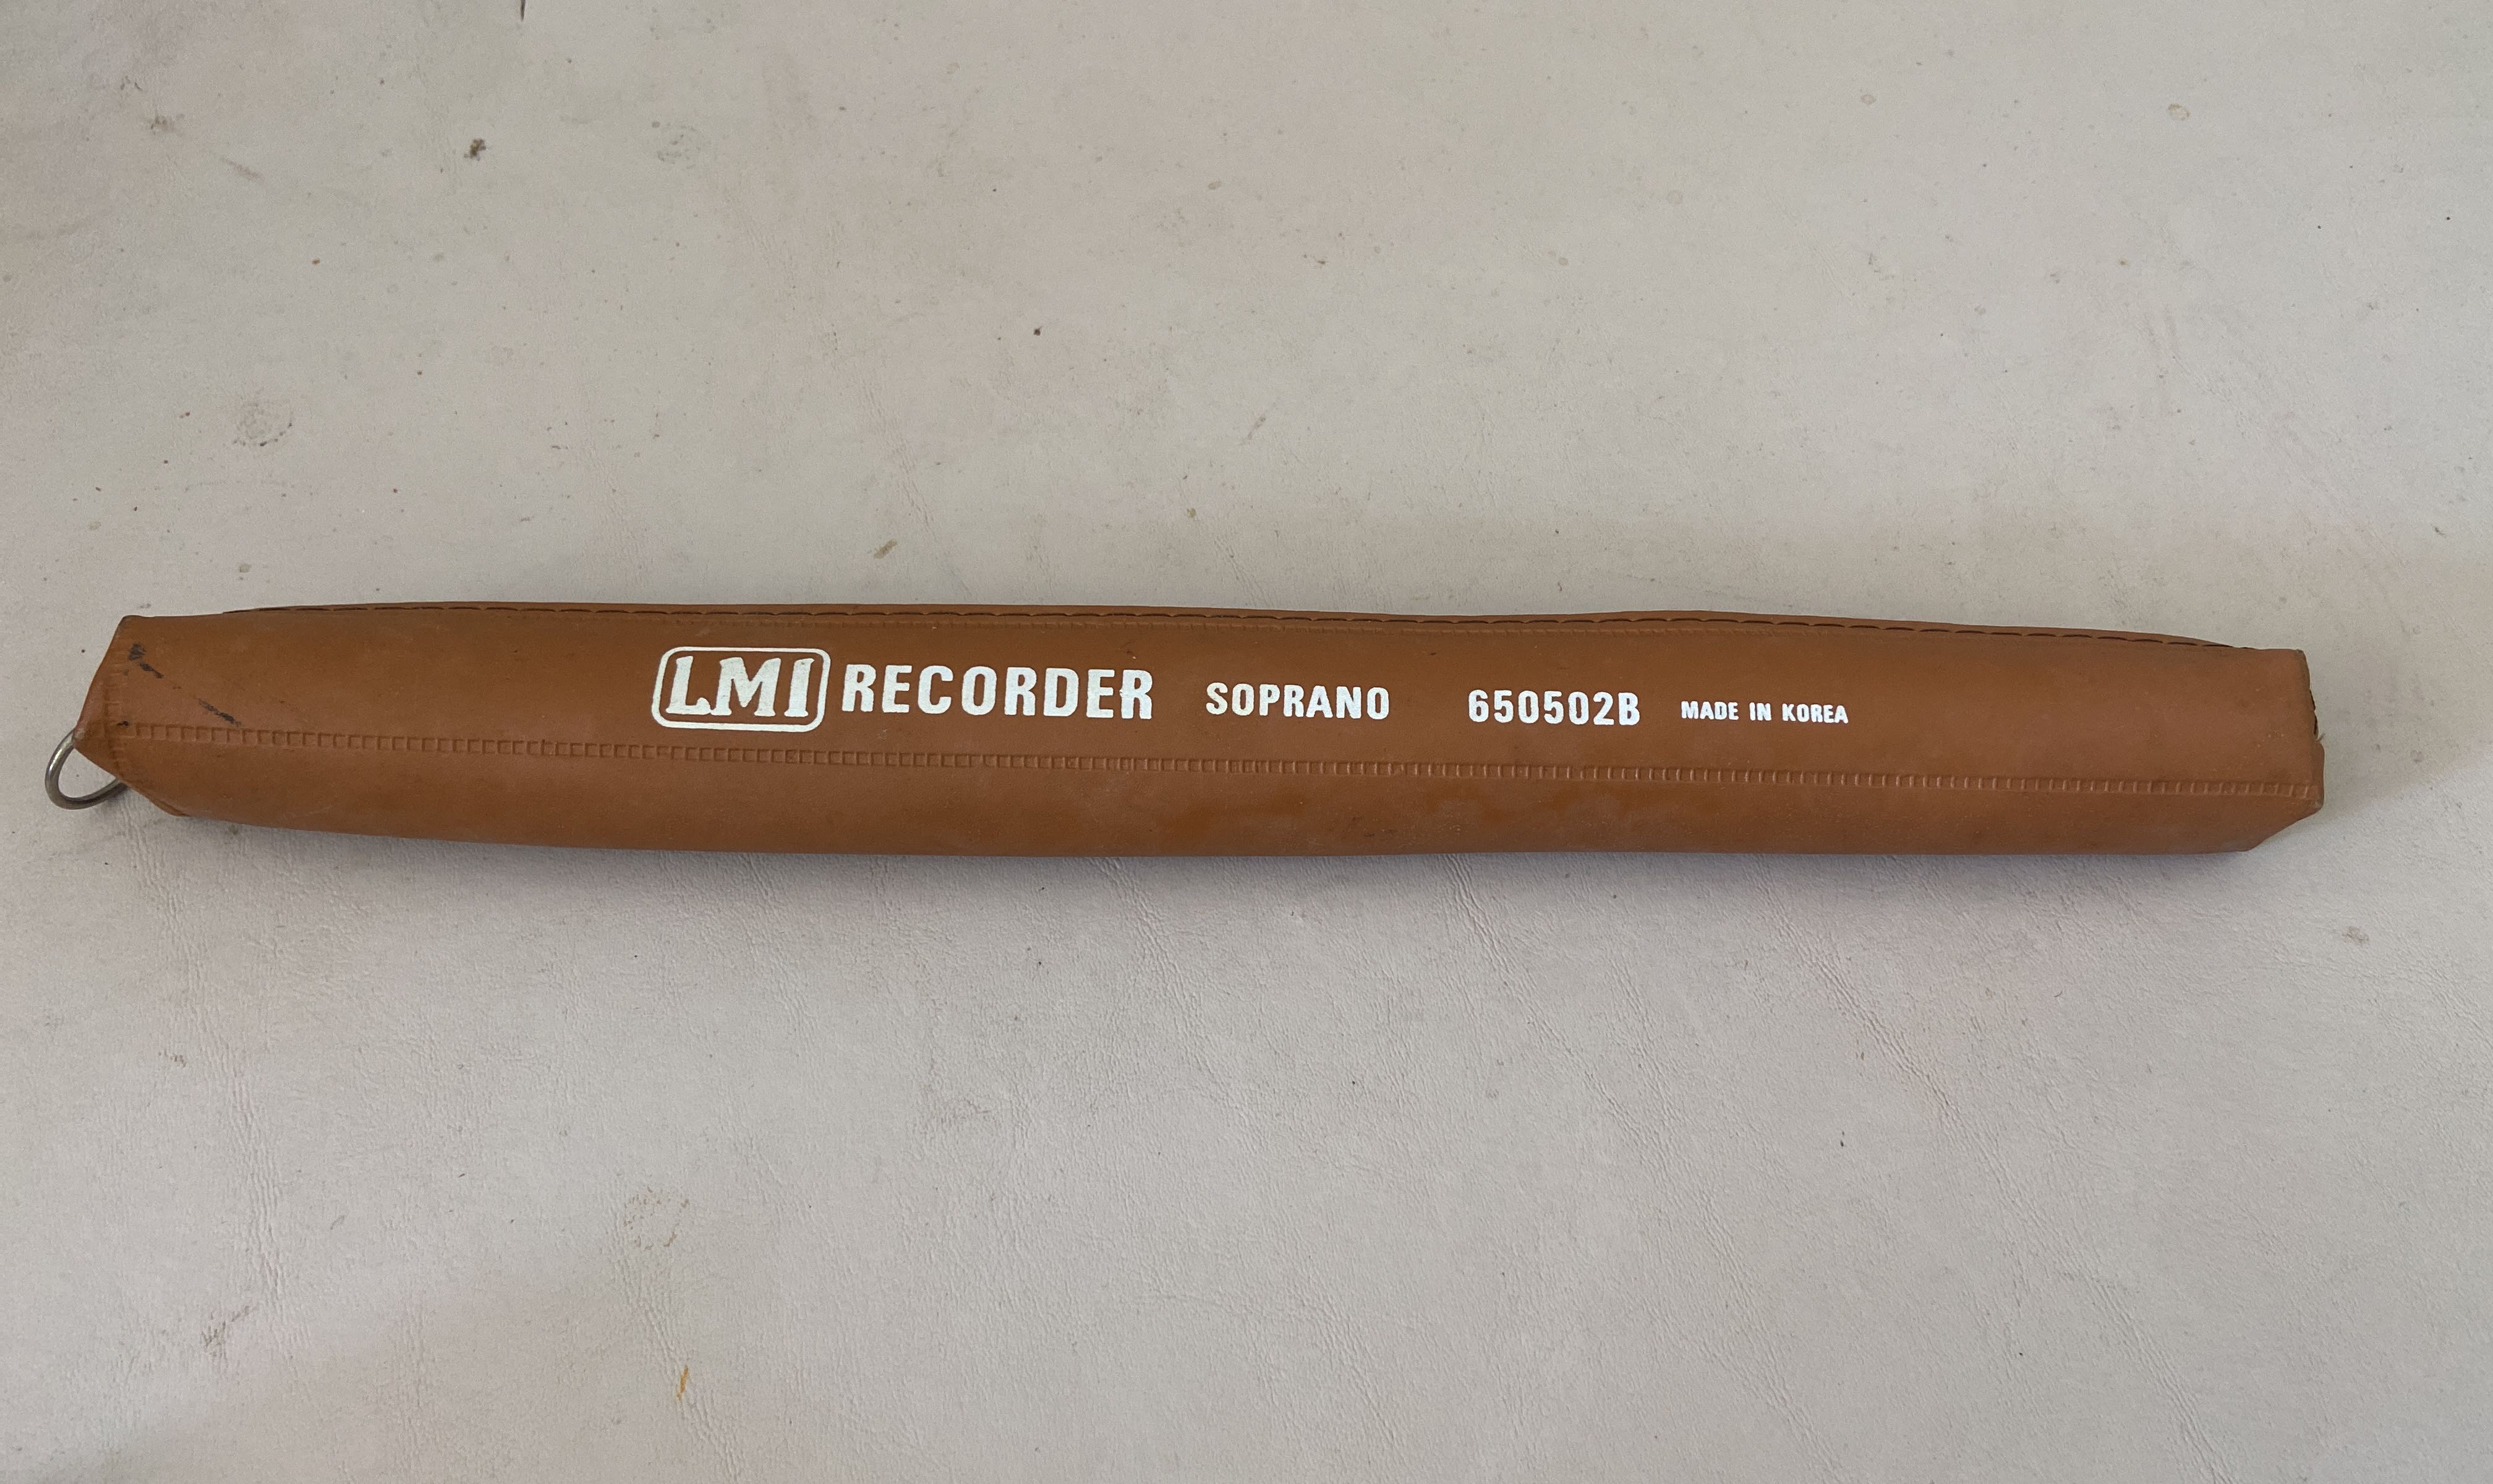 LMI RECORDER SOPRANO 650502B MADE IN KOREA